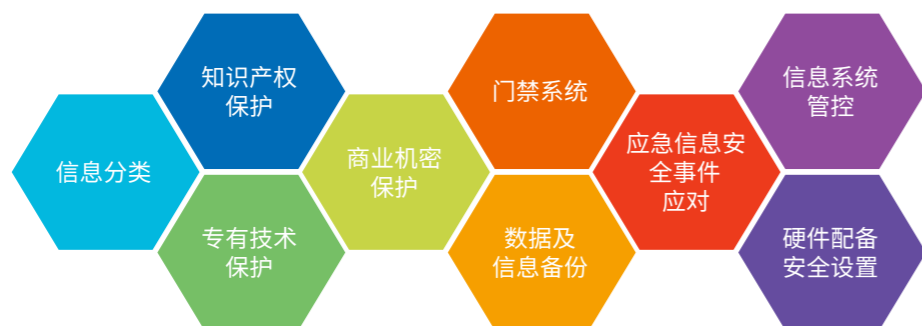 信息分类
知识产权
保护
专有技术
保护
商业机密
保护
门禁系统
数据及
信息备份
应急信息安
全事件
应对
信息系统
管控
硬件配备
安全设置